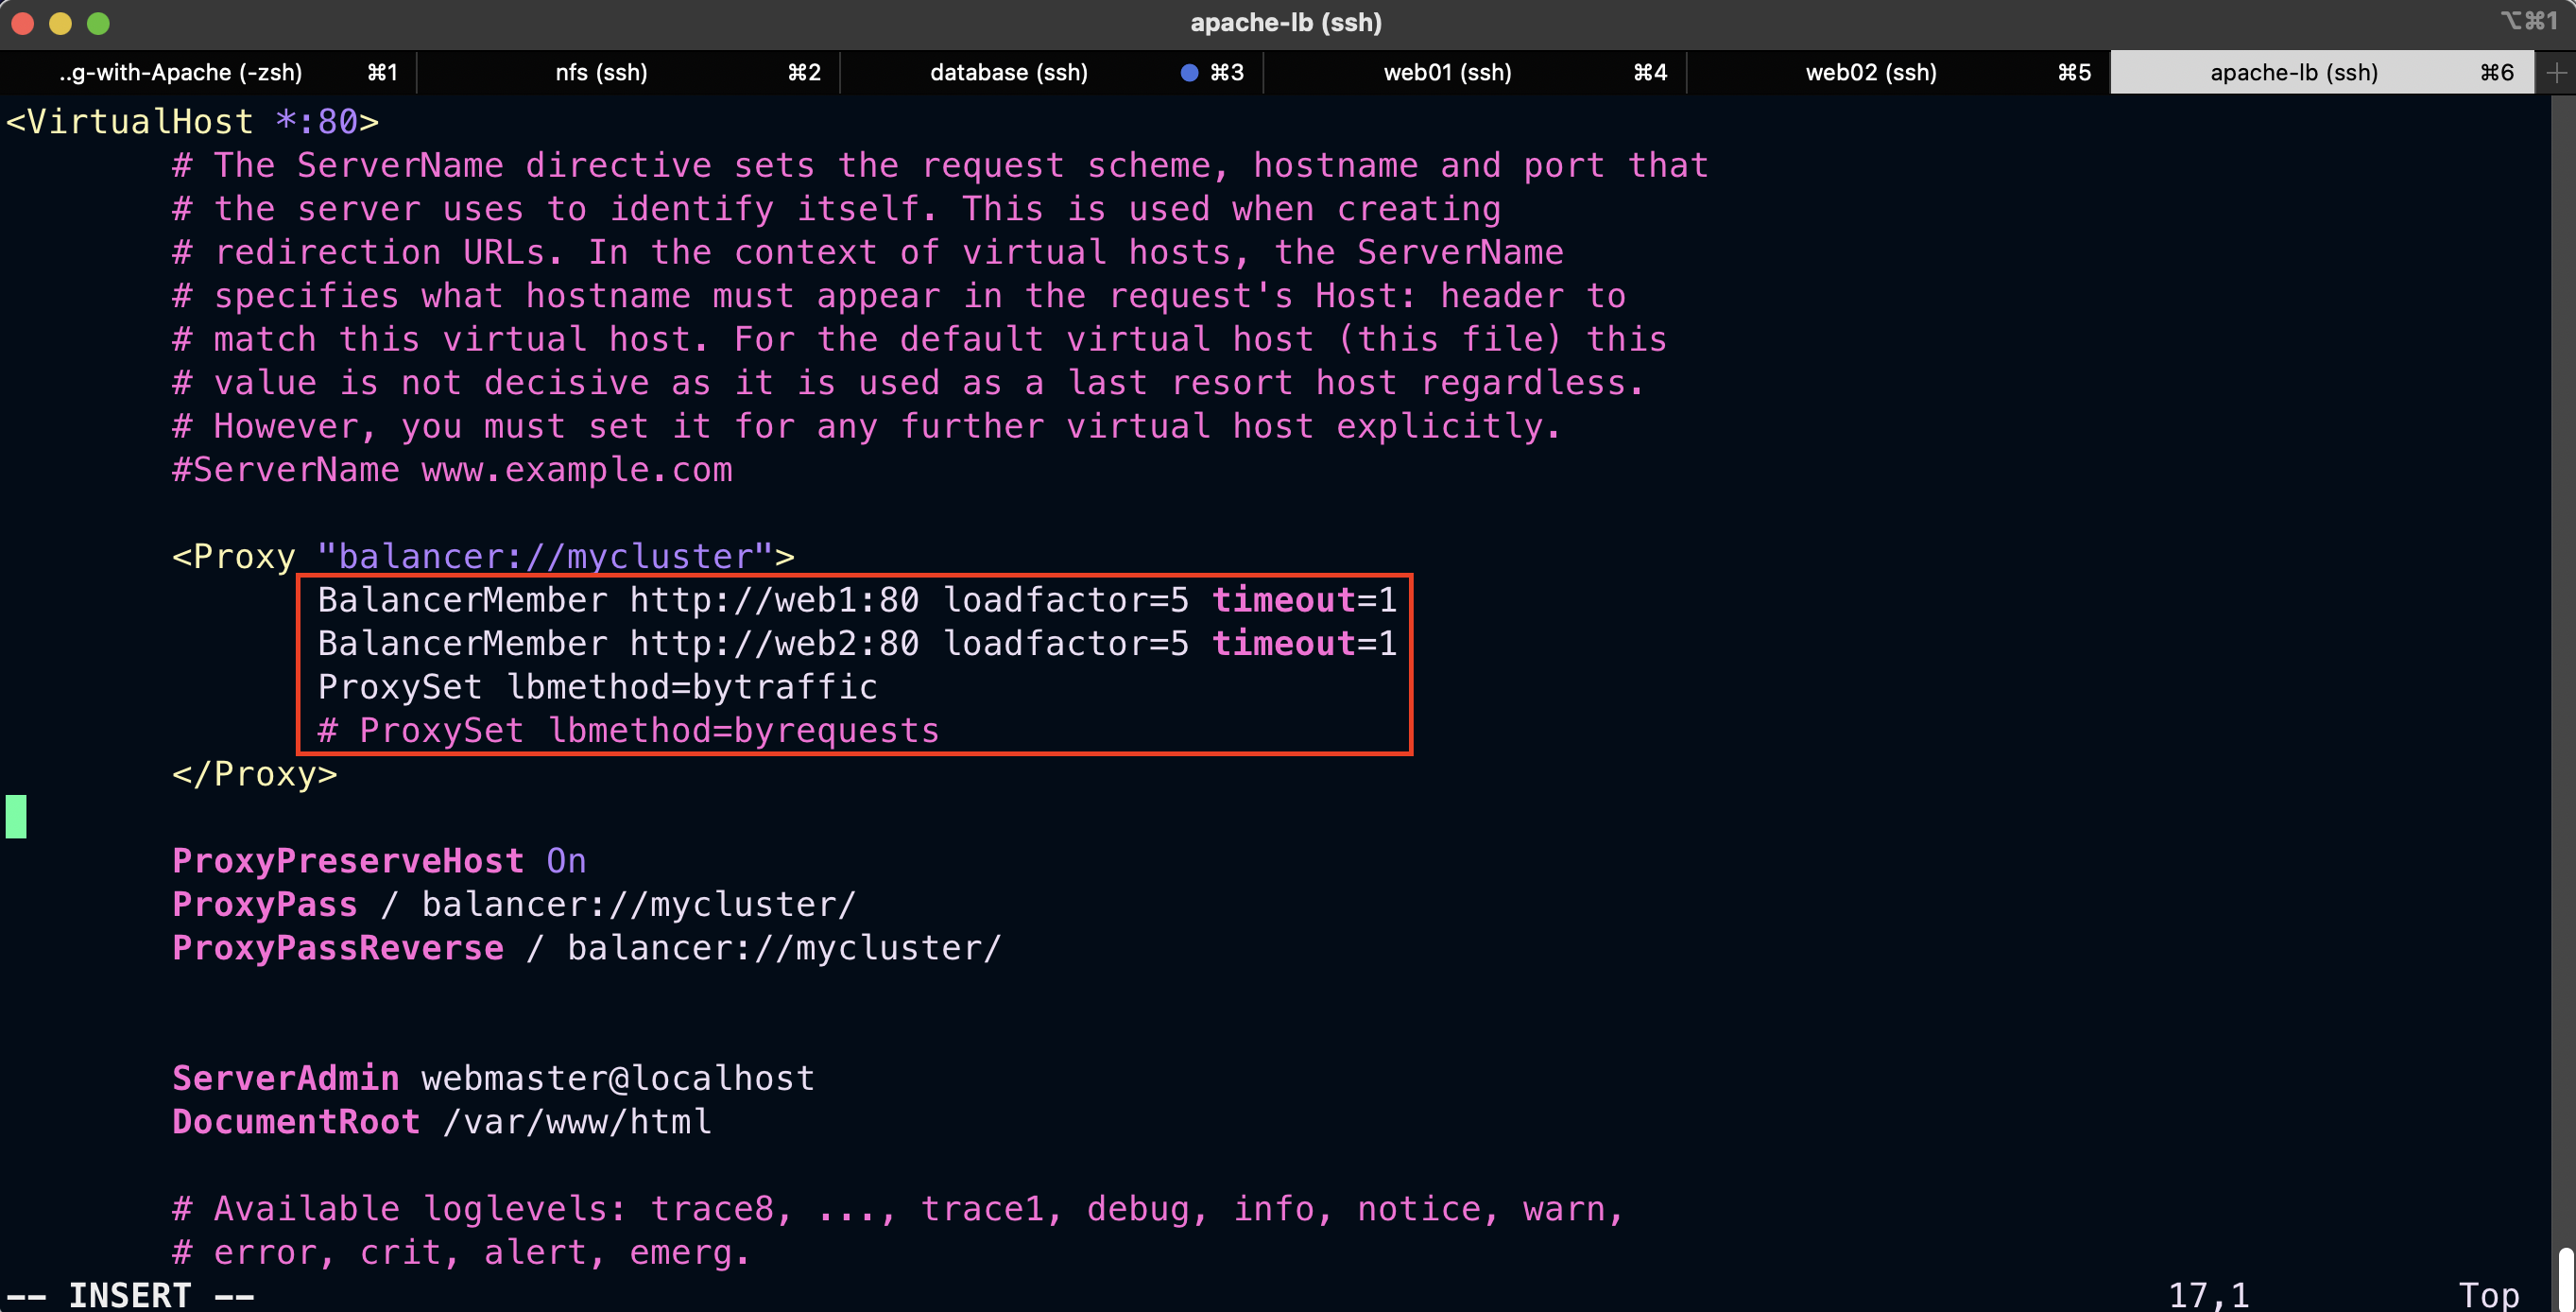 apache-lb (ssh)
⌥⌘1
..g-with-Apache (-zsh) ⌘1 nfs (ssh) ⌘2 database (ssh) ⌘3 web01 (ssh) ⌘4 web02 (ssh) ⌘5 apache-lb (ssh) ⌘6
<VirtualHost *:80>
# The ServerName directive sets the request scheme, hostname and port that
# the server uses to identify itself. This is used when creating
# redirection URLs. In the context of virtual hosts, the ServerName
# specifies what hostname must appear in the request's Host: header to
# match this virtual host. For the default virtual host (this file) this
# value is not decisive as it is used as a last resort host regardless.
# However, you must set it for any further virtual host explicitly.
#ServerName www.example.com
<Proxy "balancer://mycluster">
BalancerMember http://web1:80 loadfactor=5 timeout=1
BalancerMember http://web2:80 loadfactor=5 timeout=1
ProxySet lbmethod=bytraffic
# ProxySet lbmethod=byrequests
</Proxy>
ProxyPreserveHost On
ProxyPass / balancer://mycluster/
ProxyPassReverse / balancer://mycluster/
ServerAdmin webmaster@localhost
DocumentRoot /var/www/html
# Available loglevels: trace8, ..., trace1, debug, info, notice, warn,
# error, crit, alert, emerg.
-- INSERT -- 17,1 Top